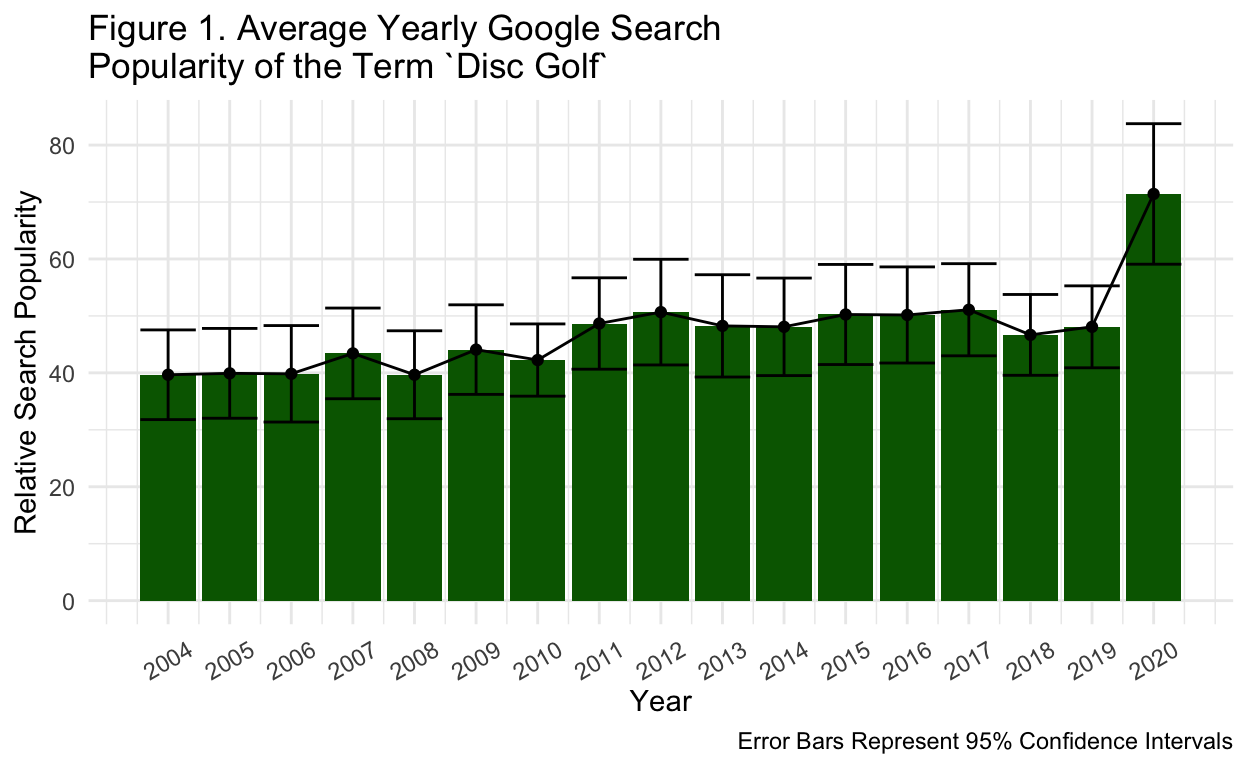 Figure 1. Average Yearly Google Search
Popularity of the Term `Disc Golf`
Relative Search Popularity
80
60
40
20
0
2004 2005 2006 2007 2008 2009 2010 2011 2012 2013 2014 2015 2016 2017 2018 2019 2020
Year
Error Bars Represent 95% Confidence Intervals